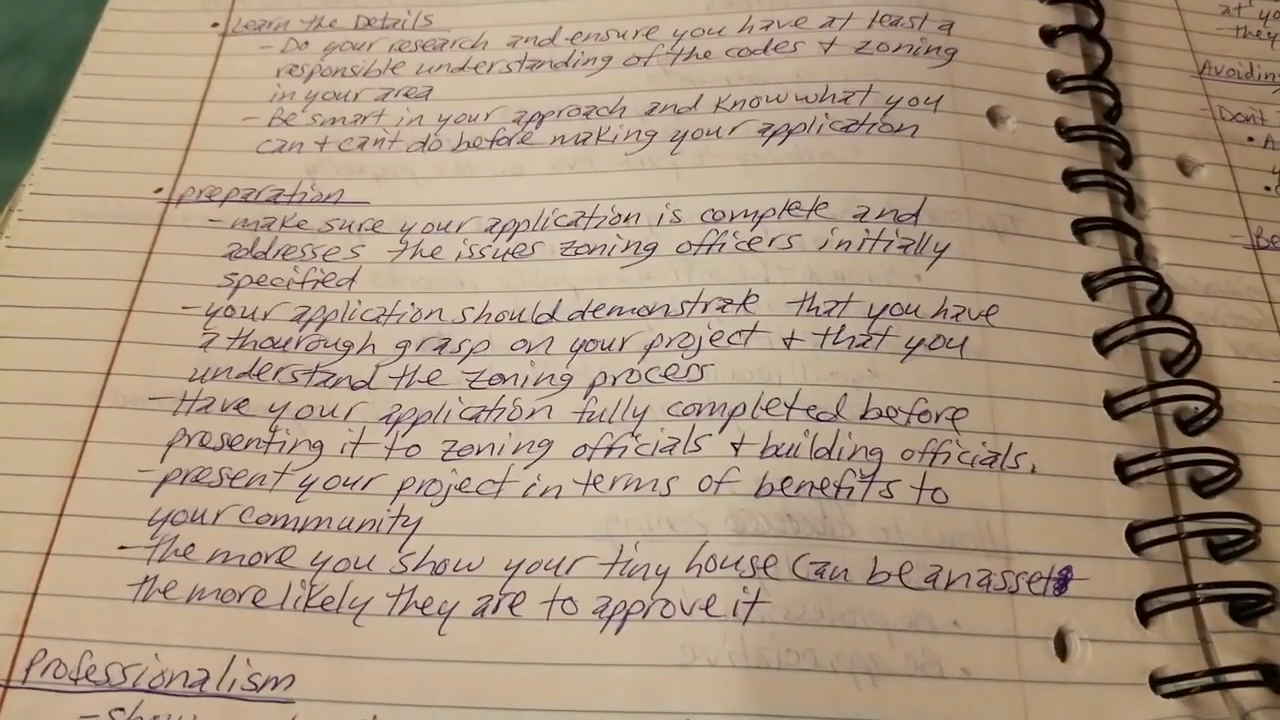 • Learn the Details
- Do your research and ensure you have at least a
responsible understanding of the codes + zoning
in your area
- Be smart in your approach and know what you
can + can't do before making your application
• preparation
- make sure your application is complete and
addresses the issues zoning officers initially
specified
- your application should demonstrate that you have
a thourough grasp on your project + that you
understand the zoning process
- Have your application fully completed before
presenting it to zoning officials + building officials.
- present your project in terms of benefits to
your community
- the more you show your tiny house can be an asset
the more likely they are to approve it
professionalism
- show
at yo
- they
Avoidin
Don't
• A
y
- Be